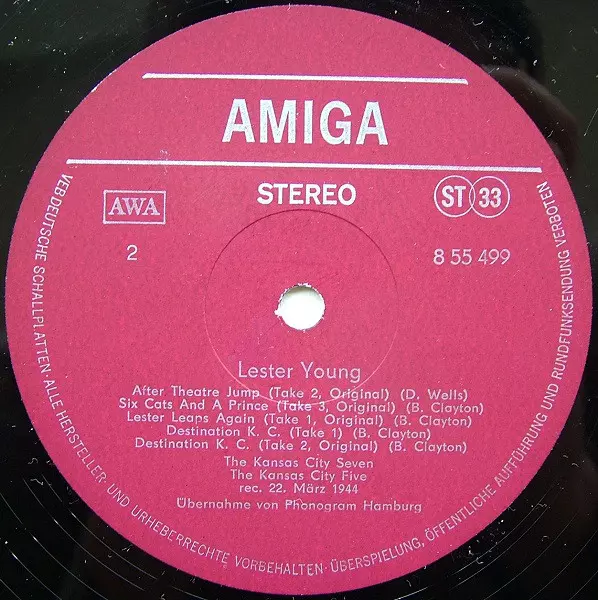 AMIGA
STEREO
AWA
ST 33
2
8 55 499
Lester Young
After Theatre Jump (Take 2, Original) (D. Wells)
Six Cats And A Prince (Take 3, Original) (B. Clayton)
Lester Leaps Again (Take 1, Original) (B. Clayton)
Destination K. C. (Take 1) (B. Clayton)
Destination K. C. (Take 2, Original) (B. Clayton)
The Kansas City Seven
The Kansas City Five
rec. 22. März 1944
Übernahme von Phonogram Hamburg
VEB DEUTSCHE SCHALLPLATTEN · ALLE HERSTELLER- UND URHEBERRECHTE VORBEHALTEN · ÜBERSPIELUNG, ÖFFENTLICHE AUFFÜHRUNG UND RUNDFUNKSENDUNG VERBOTEN